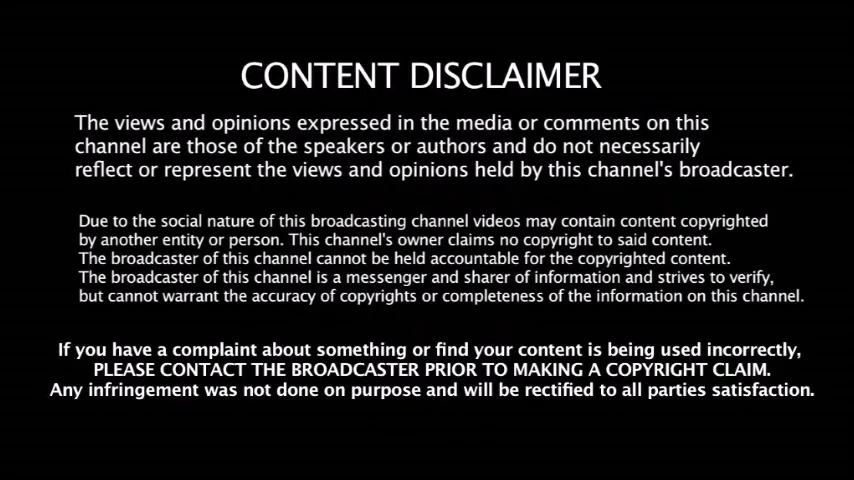 CONTENT DISCLAIMER
The views and opinions expressed in the media or comments on this
channel are those of the speakers or authors and do not necessarily
reflect or represent the views and opinions held by this channel's broadcaster.
Due to the social nature of this broadcasting channel videos may contain content copyrighted
by another entity or person. This channel's owner claims no copyright to said content.
The broadcaster of this channel cannot be held accountable for the copyrighted content.
The broadcaster of this channel is a messenger and sharer of information and strives to verify,
but cannot warrant the accuracy of copyrights or completeness of the information on this channel.
If you have a complaint about something or find your content is being used incorrectly,
PLEASE CONTACT THE BROADCASTER PRIOR TO MAKING A COPYRIGHT CLAIM.
Any infringement was not done on purpose and will be rectified to all parties satisfaction.